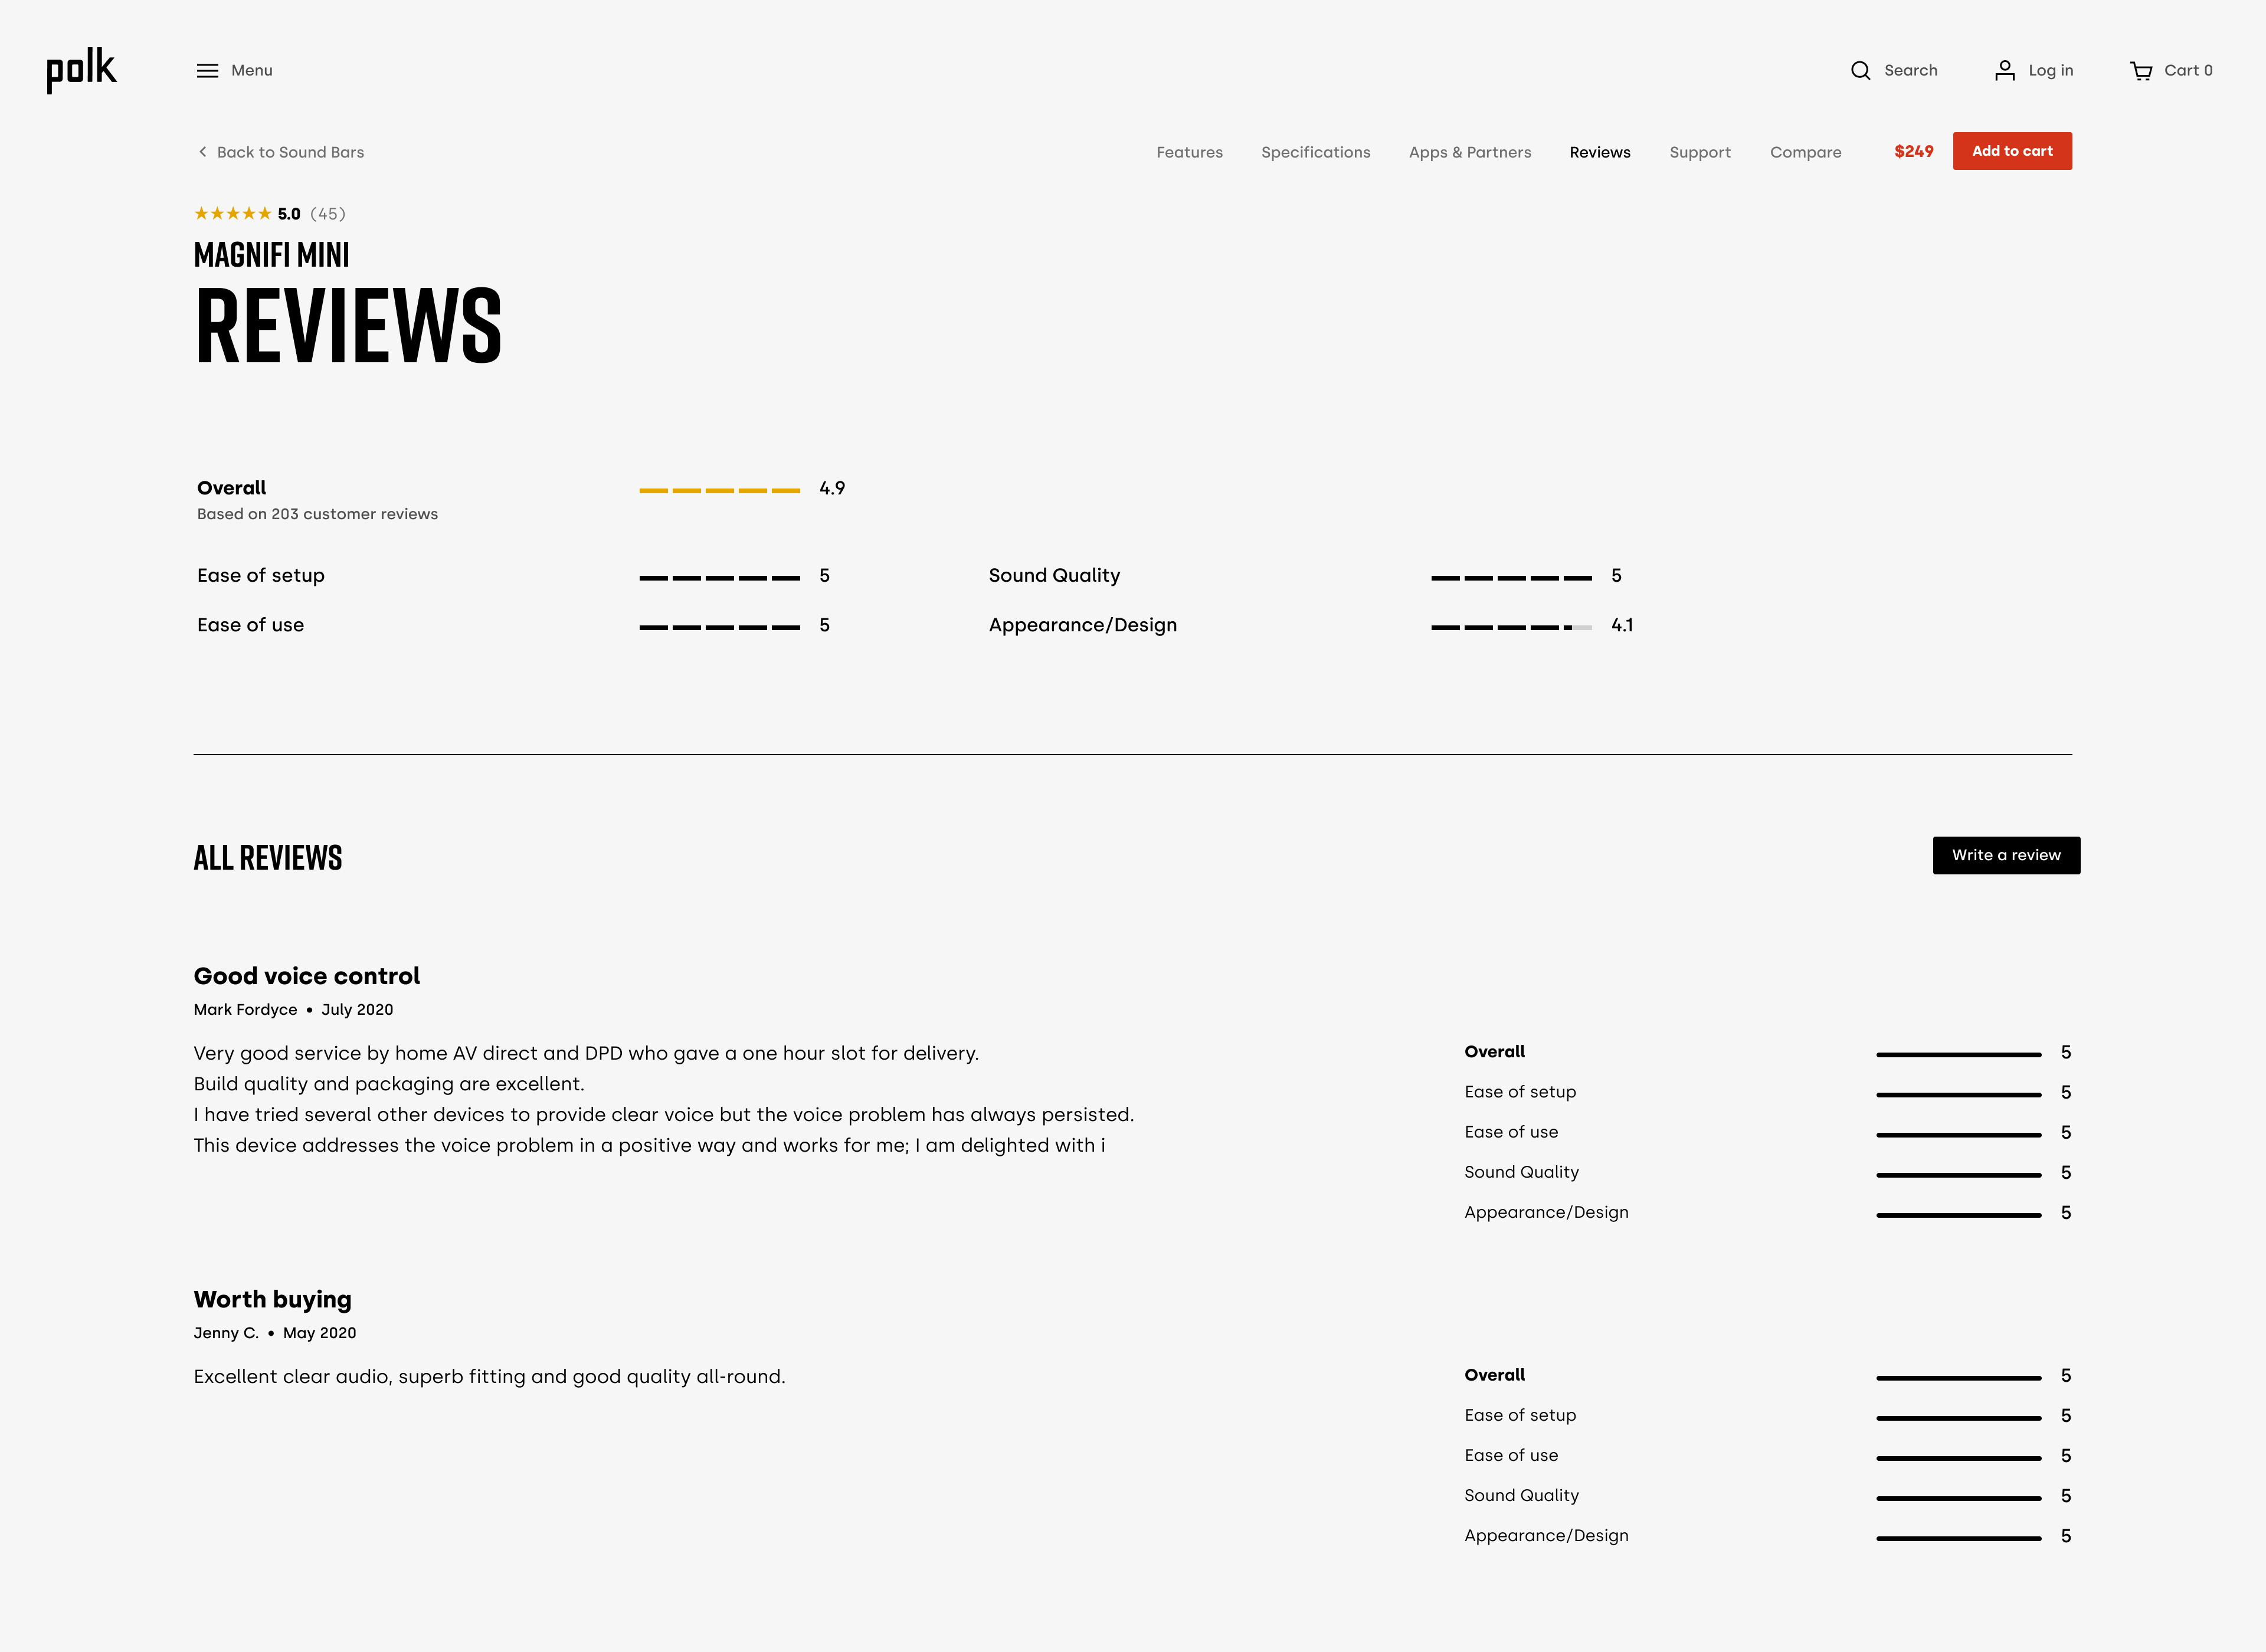 polk
Menu
Search
Log in
Cart 0
Back to Sound Bars
Features
Specifications
Apps & Partners
Reviews
Support
Compare
$249
Add to cart
★★★★★ 5.0 (45)
MAGNIFI MINI
REVIEWS
Overall 4.9
Based on 203 customer reviews
Ease of setup 5
Sound Quality 5
Ease of use 5
Appearance/Design 4.1
ALL REVIEWS
Write a review
Good voice control
Mark Fordyce • July 2020
Very good service by home AV direct and DPD who gave a one hour slot for delivery.
Build quality and packaging are excellent.
I have tried several other devices to provide clear voice but the voice problem has always persisted.
This device addresses the voice problem in a positive way and works for me; I am delighted with i
Overall 5
Ease of setup 5
Ease of use 5
Sound Quality 5
Appearance/Design 5
Worth buying
Jenny C. • May 2020
Excellent clear audio, superb fitting and good quality all-round.
Overall 5
Ease of setup 5
Ease of use 5
Sound Quality 5
Appearance/Design 5